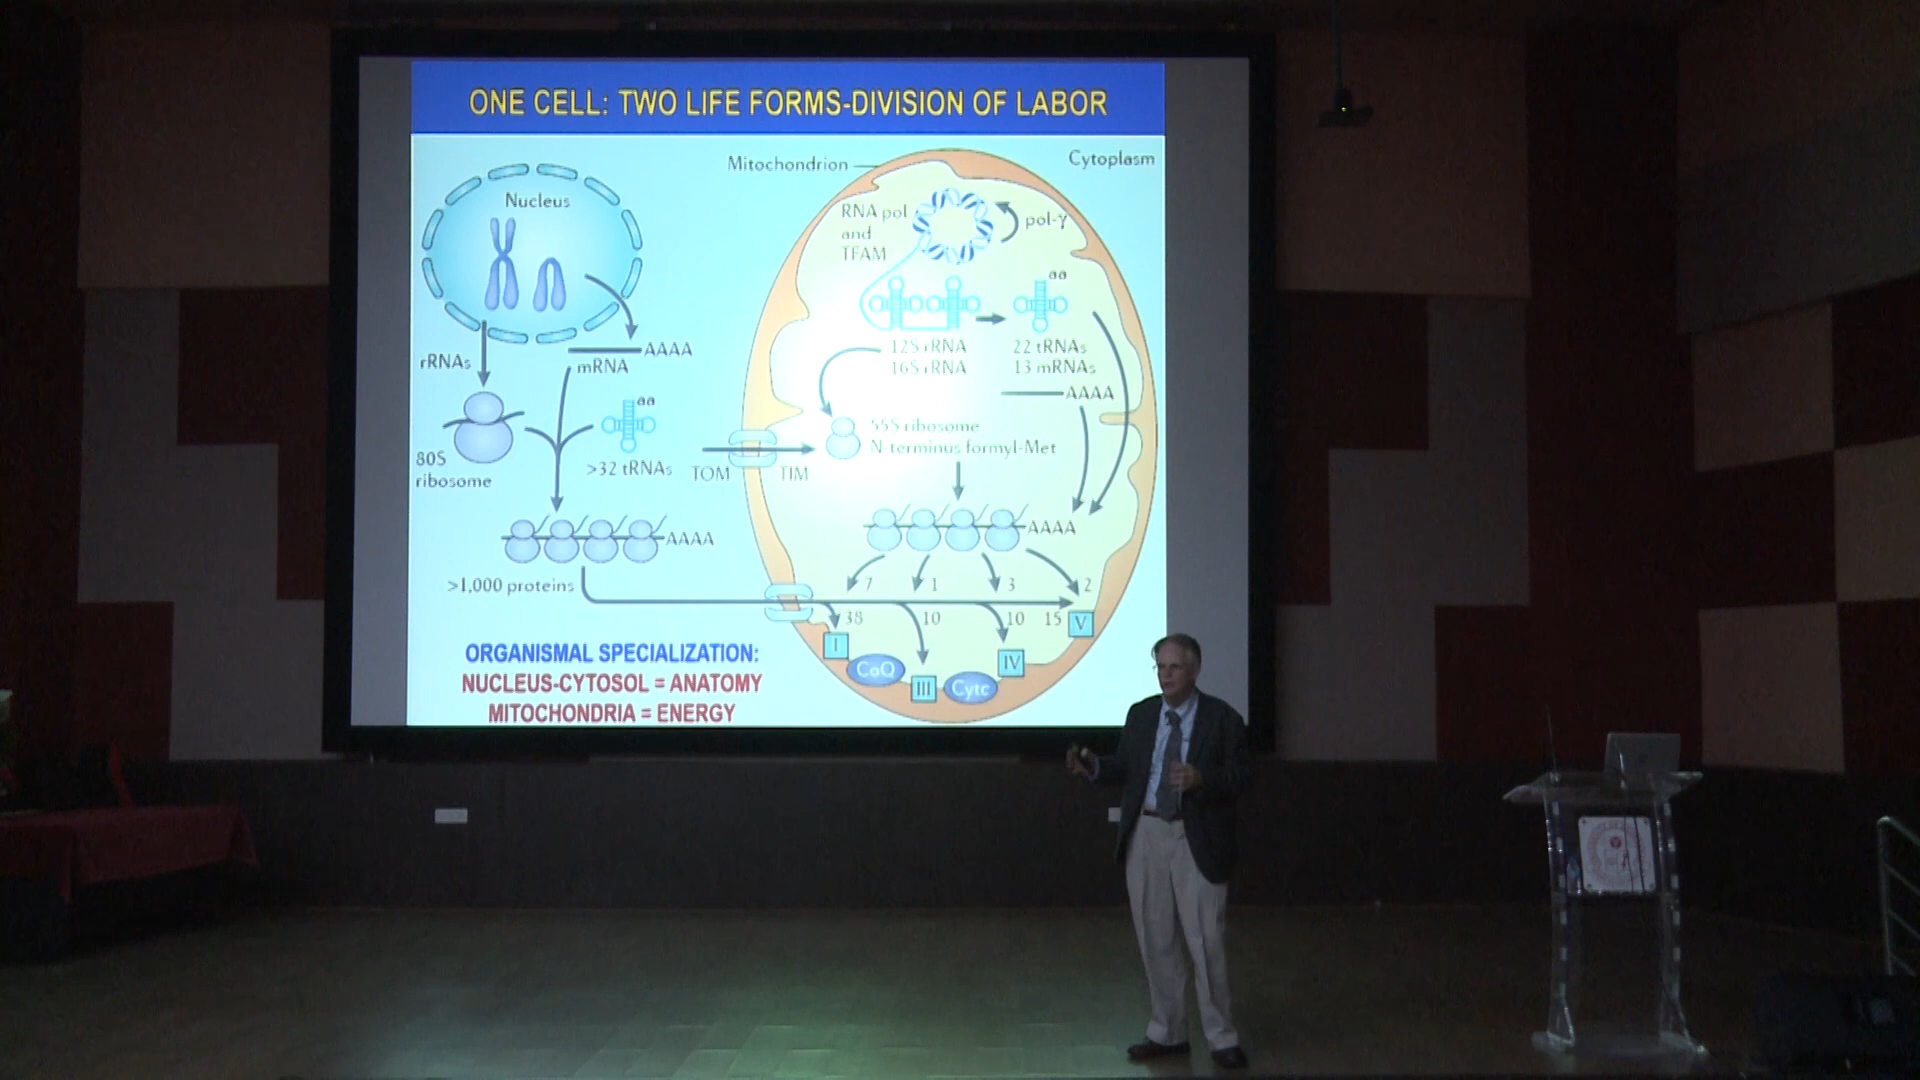 ONE CELL: TWO LIFE FORMS-DIVISION OF LABOR
Mitochondrion
Cytoplasm
Nucleus
RNA pol
and
TFAM
pol-γ
aa
rRNAs
AAAA
mRNA
12S rRNA
16S rRNA
22 tRNAs
13 mRNAs
AAAA
aa
80S
ribosome
>32 tRNAs
TOM
TIM
55S ribosome
N-terminus formyl-Met
AAAA
AAAA
>1,000 proteins
7
1
3
2
38
10
10
15
V
I
CoQ
III
Cytc
IV
ORGANISMAL SPECIALIZATION:
NUCLEUS-CYTOSOL = ANATOMY
MITOCHONDRIA = ENERGY